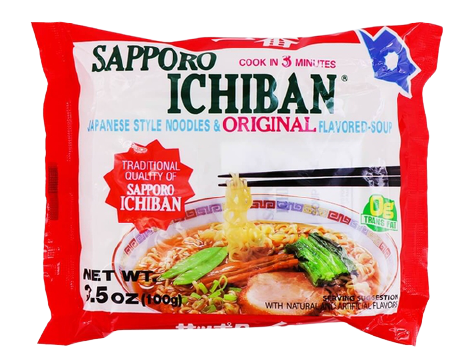 SAPPORO
COOK IN 3 MINUTES
ICHIBAN®
JAPANESE STYLE NOODLES & ORIGINAL FLAVORED-SOUP
TRADITIONAL
QUALITY OF
SAPPORO
ICHIBAN
0g
TRANS FAT
NET WT.
3.5 OZ (100g)
SERVING SUGGESTION
WITH NATURAL AND ARTIFICIAL FLAVORS